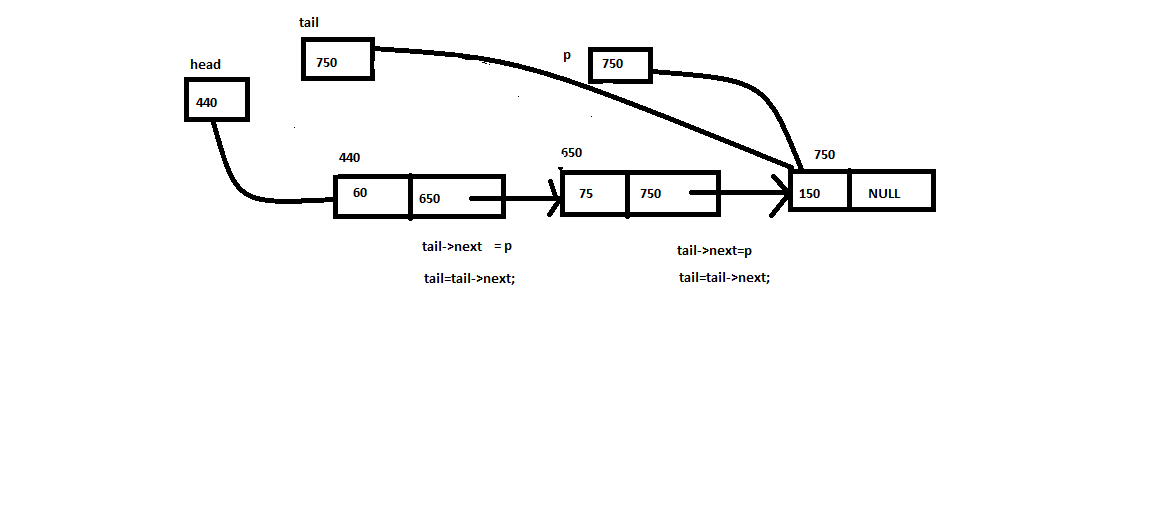 tail
750
p
750
head
440
440
60
650
650
75
750
750
150
NULL
tail->next = p
tail=tail->next;
tail->next=p
tail=tail->next;